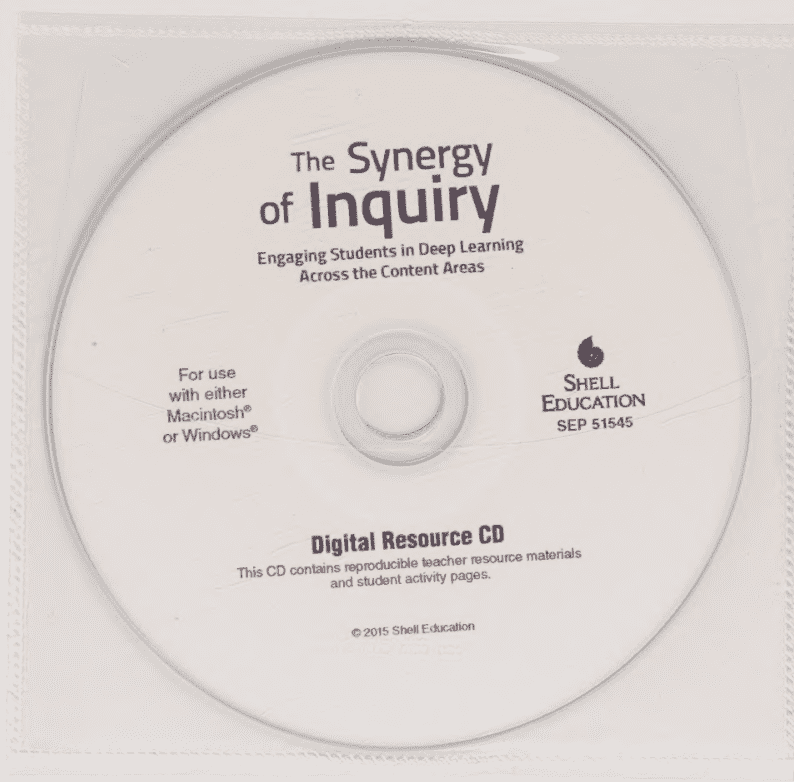 The Synergy
of Inquiry
Engaging Students in Deep Learning
Across the Content Areas
For use
with either
Macintosh®
or Windows®
SHELL
EDUCATION
SEP 51545
Digital Resource CD
This CD contains reproducible teacher resource materials
and student activity pages.
© 2015 Shell Education